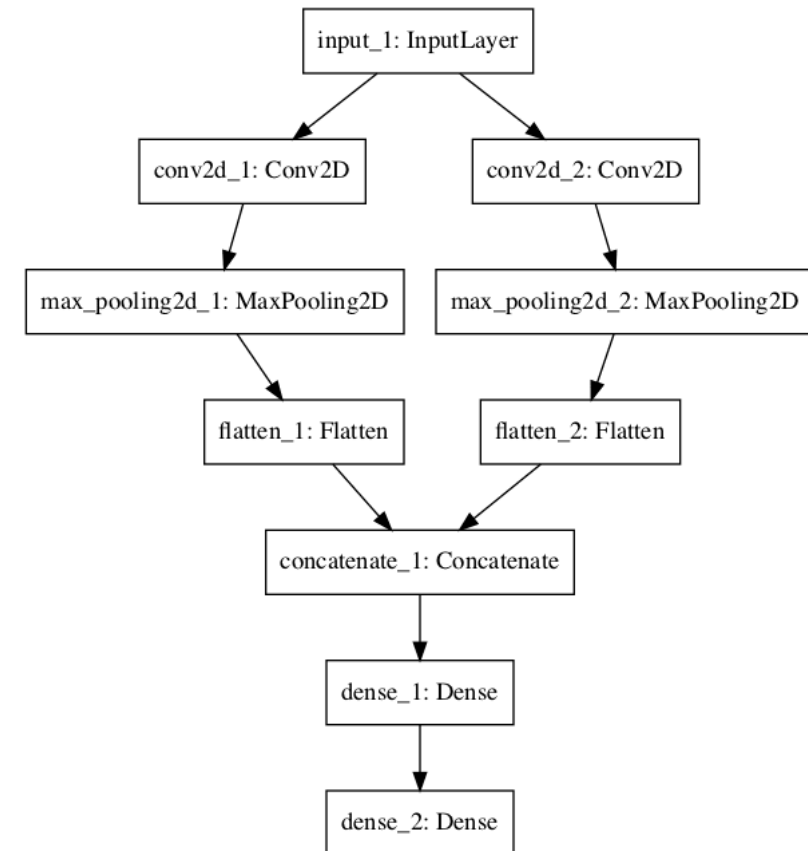 input_1: InputLayer
conv2d_1: Conv2D
conv2d_2: Conv2D
max_pooling2d_1: MaxPooling2D
max_pooling2d_2: MaxPooling2D
flatten_1: Flatten
flatten_2: Flatten
concatenate_1: Concatenate
dense_1: Dense
dense_2: Dense